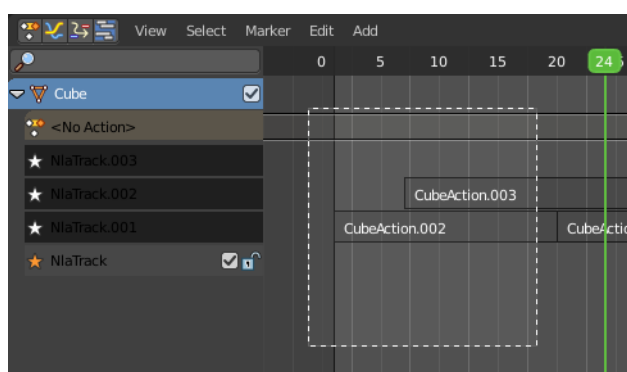 View Select Marker Edit Add
0 5 10 15 20 24
Cube
<No Action>
NlaTrack.003
NlaTrack.002 CubeAction.003
NlaTrack.001 CubeAction.002 CubeActio
NlaTrack